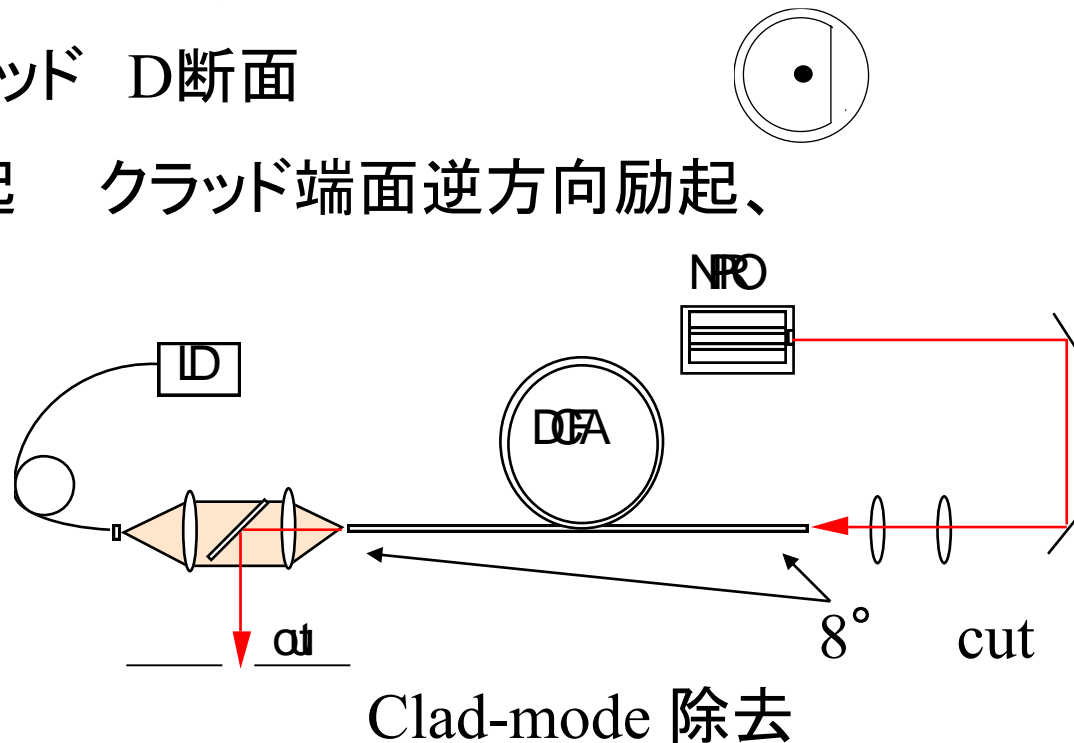 ッド D断面
起 クラッド端面逆方向励起、
NPRO
LD
DCFA
out
8° cut
Clad-mode 除去